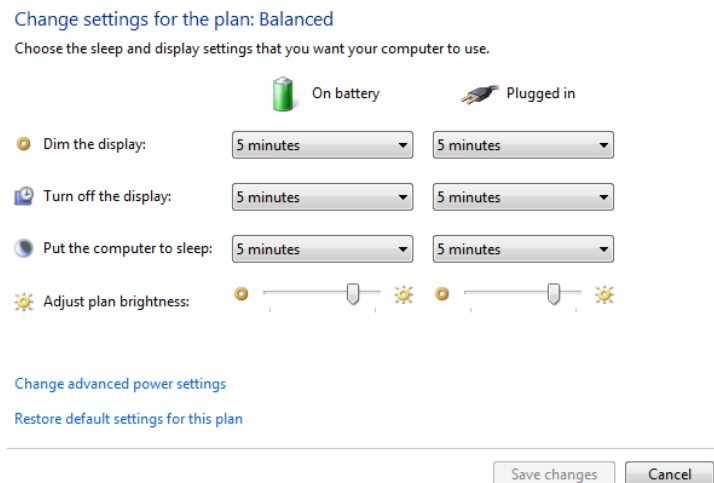 Change settings for the plan: Balanced
Choose the sleep and display settings that you want your computer to use.
On battery Plugged in
Dim the display: 5 minutes 5 minutes
Turn off the display: 5 minutes 5 minutes
Put the computer to sleep: 5 minutes 5 minutes
Adjust plan brightness:
Change advanced power settings
Restore default settings for this plan
Save changes Cancel